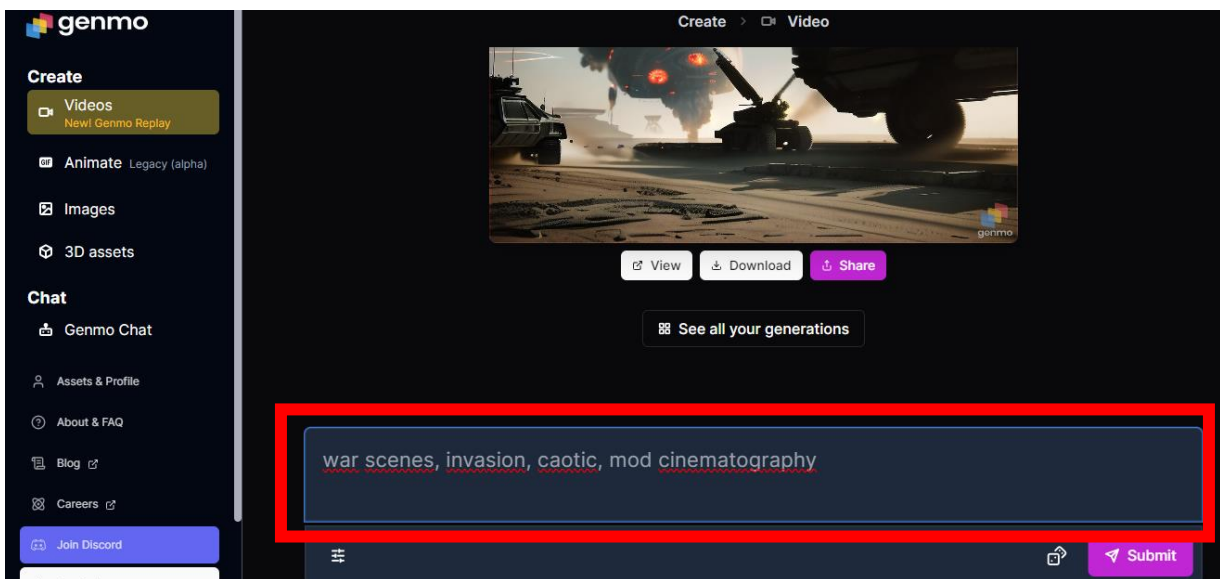 genmo
Create > Video
Create
Videos
New! Genmo Replay
GIF Animate Legacy (alpha)
Images
3D assets
genmo
View Download Share
Chat
Genmo Chat
See all your generations
Assets & Profile
About & FAQ
Blog
Careers
Join Discord
war scenes, invasion, caotic, mod cinematography
Submit